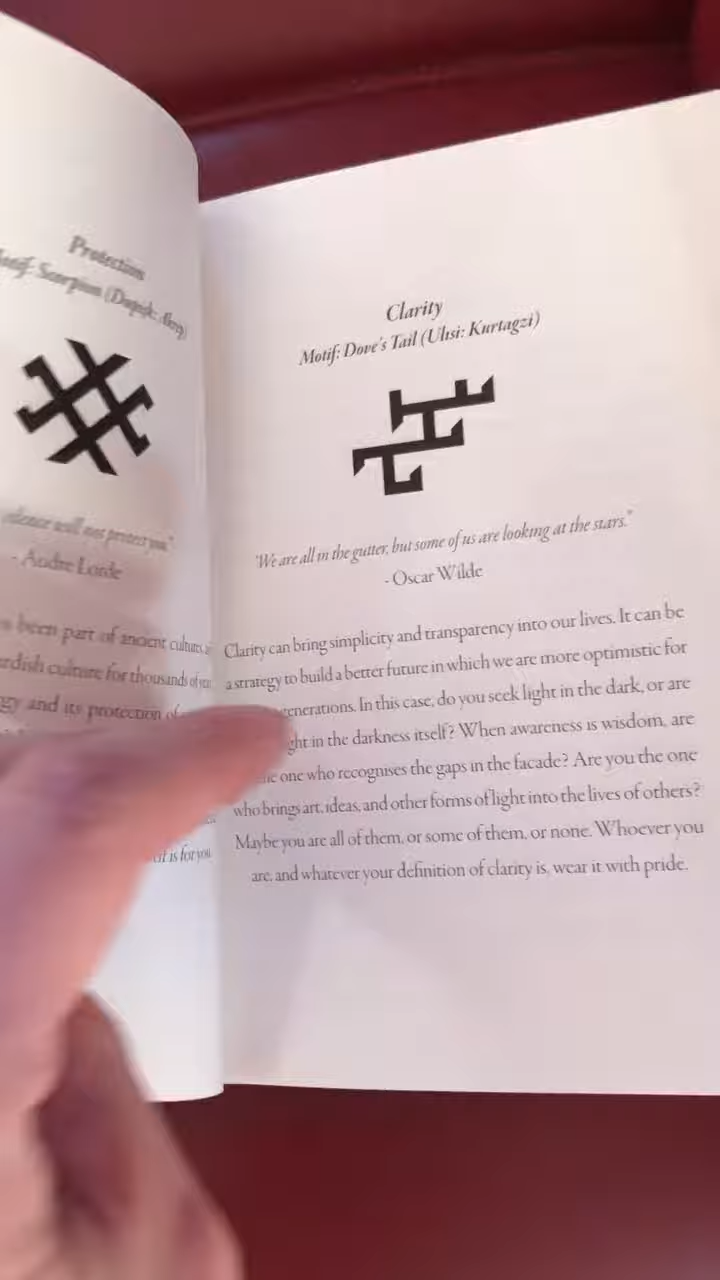 Protection
Motif: Scorpion
will not protect you."
- Audre Lorde
been part of ancient cultures
culture for thousands of
and its protection of
it is for you
Clarity
Motif: Dove's Tail (Uhsi: Kurtagzi)
"We are all in the gutter, but some of us are looking at the stars."
- Oscar Wilde
Clarity can bring simplicity and transparency into our lives. It can be
a strategy to build a better future in which we are more optimistic for
generations. In this case, do you seek light in the dark, or are
in the darkness itself? When awareness is wisdom, are
one who recognises the gaps in the facade? Are you the one
who brings art, ideas, and other forms of light into the lives of others?
Maybe you are all of them, or some of them, or none. Whoever you
are, and whatever your definition of clarity is, wear it with pride.